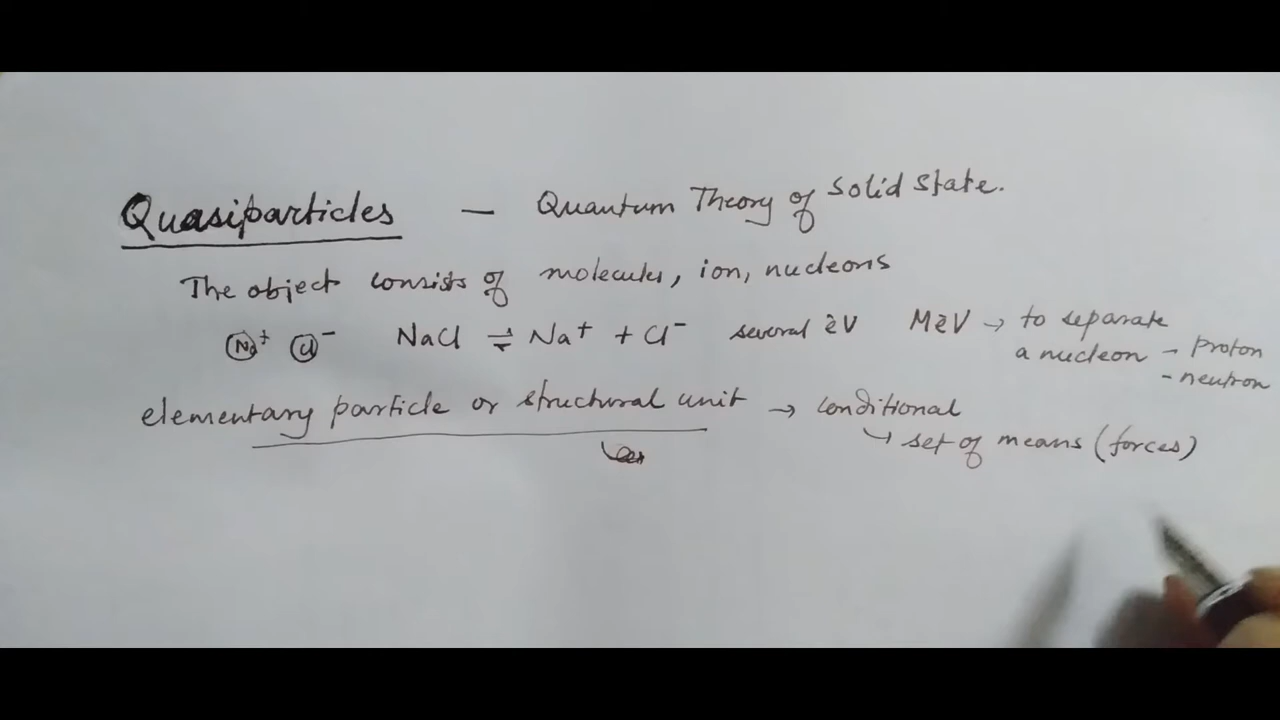 Quasiparticles — Quantum Theory of Solid State.
The object consists of molecules, ion, nucleons
Na+ Cl− NaCl ⇌ Na+ + Cl− several eV MeV → to separate
a nucleon - proton
- neutron
elementary particle or structural unit → conditional
↳ set of means (forces)